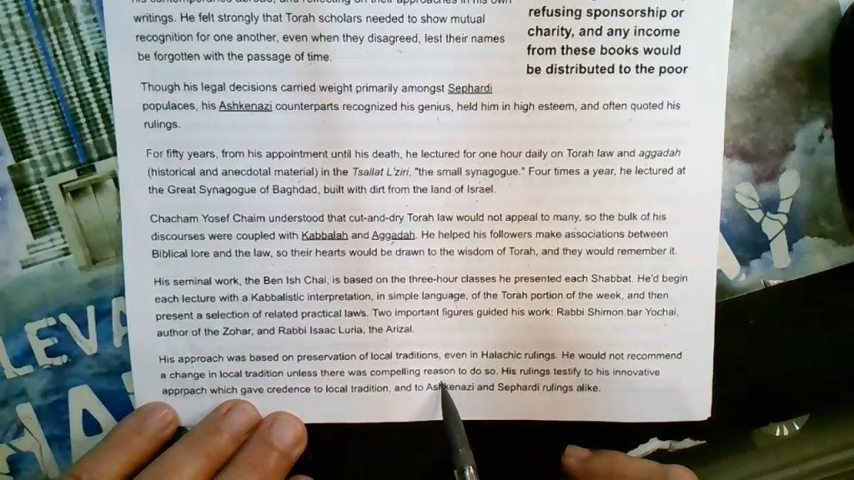 his contemporaries abroad, and reflecting on their approaches in his own
writings. He felt strongly that Torah scholars needed to show mutual
recognition for one another, even when they disagreed, lest their names
be forgotten with the passage of time.
refusing sponsorship or
charity, and any income
from these books would
be distributed to the poor
Though his legal decisions carried weight primarily amongst Sephardi
populaces, his Ashkenazi counterparts recognized his genius, held him in high esteem, and often quoted his
rulings.
For fifty years, from his appointment until his death, he lectured for one hour daily on Torah law and aggadah
(historical and anecdotal material) in the Tsallat L'ziri, "the small synagogue." Four times a year, he lectured at
the Great Synagogue of Baghdad, built with dirt from the land of Israel.
Chacham Yosef Chaim understood that cut-and-dry Torah law would not appeal to many, so the bulk of his
discourses were coupled with Kabbalah and Aggadah. He helped his followers make associations between
Biblical lore and the law, so their hearts would be drawn to the wisdom of Torah, and they would remember it.
His seminal work, the Ben Ish Chai, is based on the three-hour classes he presented each Shabbat. He'd begin
each lecture with a Kabbalistic interpretation, in simple language, of the Torah portion of the week, and then
present a selection of related practical laws. Two important figures guided his work: Rabbi Shimon bar Yochai,
author of the Zohar, and Rabbi Isaac Luria, the Arizal.
His approach was based on preservation of local traditions, even in Halachic rulings. He would not recommend
a change in local tradition unless there was compelling reason to do so. His rulings testify to his innovative
approach which gave credence to local tradition, and to Ashkenazi and Sephardi rulings alike.
LEVA